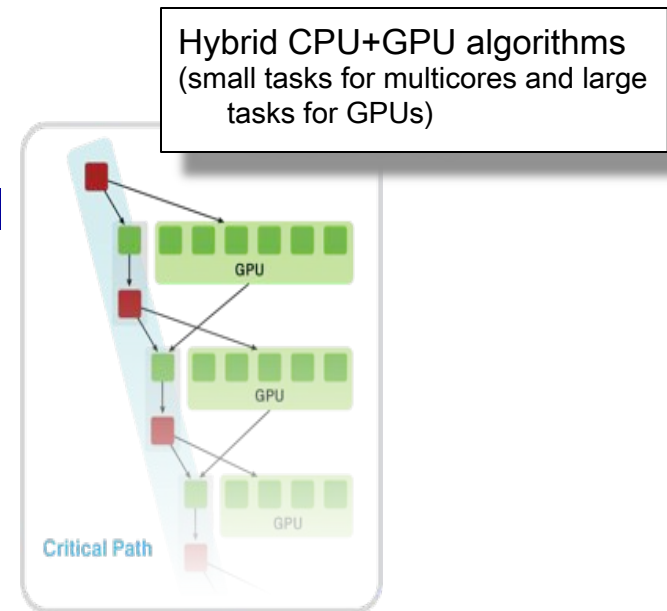 Hybrid CPU+GPU algorithms
(small tasks for multicores and large
tasks for GPUs)
GPU
GPU
GPU
Critical Path